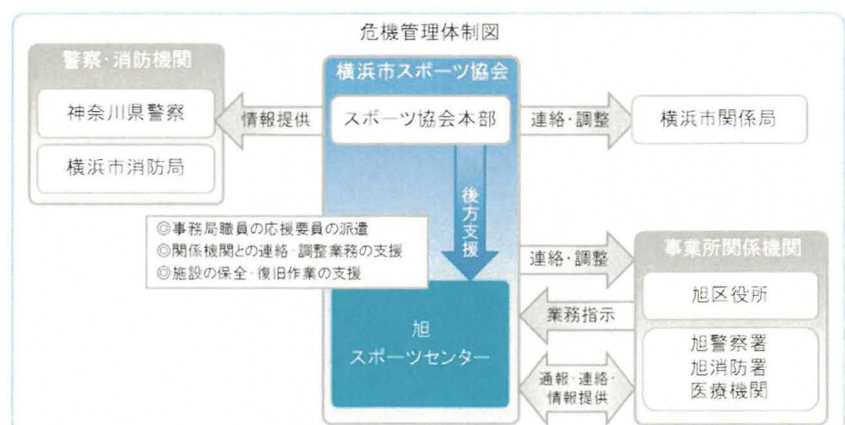 危機管理体制図
警察・消防機関
神奈川県警察
横浜市消防局
情報提供
横浜市スポーツ協会
スポーツ協会本部
連絡・調整
横浜市関係局
後方支援
◎事務局職員の応援要員の派遣
◎関係機関との連絡・調整業務の支援
◎施設の保全・復旧作業の支援
旭
スポーツセンター
連絡・調整
業務指示
通報・連絡・
情報提供
事業所関係機関
旭区役所
旭警察署
旭消防署
医療機関